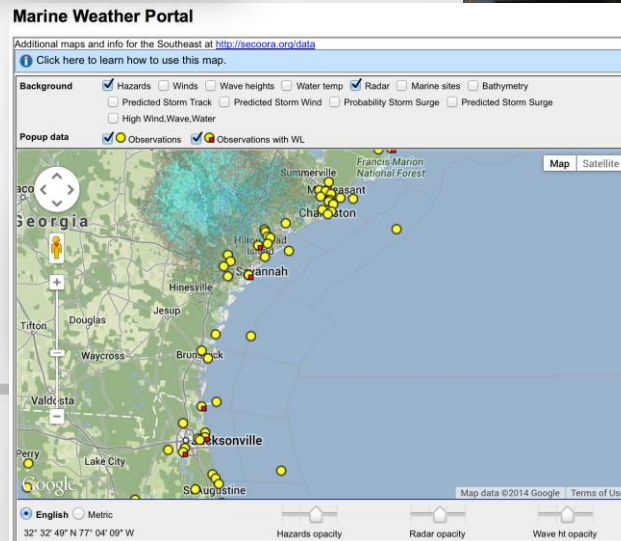 Marine Weather Portal
Additional maps and info for the Southeast at http://secoora.org/data
Click here to learn how to use this map.
Background Hazards Winds Wave heights Water temp Radar Marine sites Bathymetry
Predicted Storm Track Predicted Storm Wind Probability Storm Surge Predicted Storm Surge
High Wind,Wave,Water
Popup data Observations Observations with WL
Map Satellite
Francis Marion
National Forest
Summerville
Charleston
Georgia
Savannah
Hinesville
Jesup
Tifton
Douglas
Waycross
Brunswick
Valdosta
Jacksonville
Perry
Lake City
Google
St Augustine
Map data ©2014 Google Terms of Us
English Metric
32° 32' 49" N 77° 04' 09" W
Hazards opacity Radar opacity Wave ht opacity